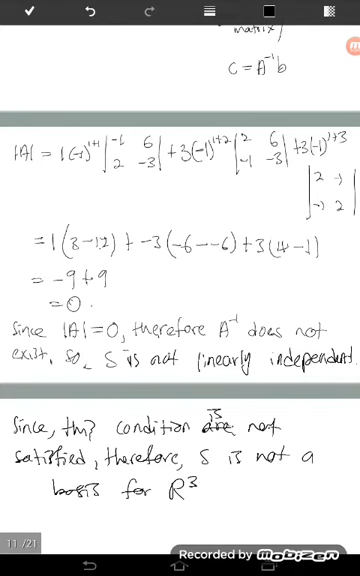 matrix/
C = A⁻¹b
|A| = 1(-1)¹⁺¹ |-1 6; 2 -3| + 3(-1)¹⁺² |2 6; -1 -3| + 3(-1)¹⁺³
|2 -1; -1 2|
= 1(3-12) + -3(-6--6) + 3(4-1)
= -9+9
= 0.
Since |A| = 0, therefore A⁻¹ does not
exist. So, S is not linearly independent.
Since, this condition is not
satisfied, therefore, S is not a
basis for R³
11 / 21
Recorded by mobizen